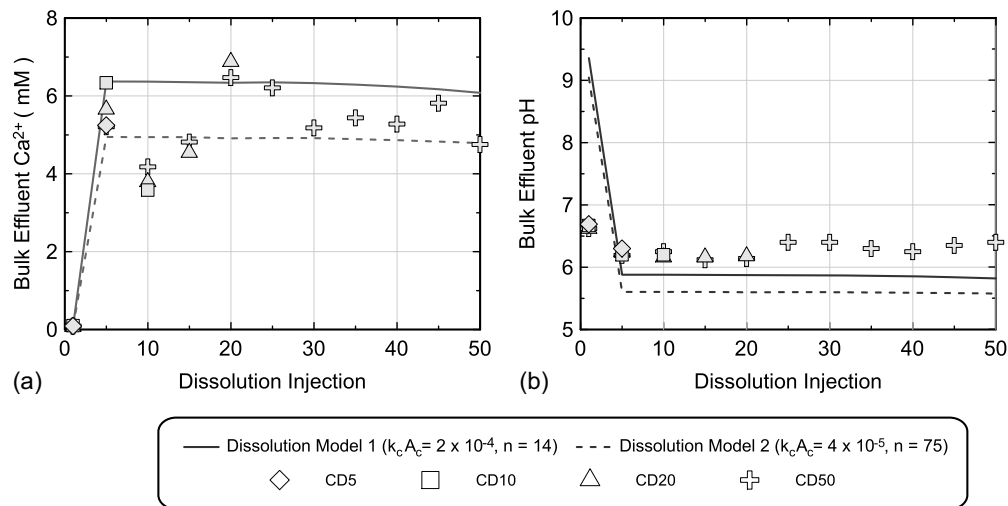 8
6
4
2
0
Bulk Effluent Ca²⁺ ( mM)
0 10 20 30 40 50
(a) Dissolution Injection
10
9
8
7
6
5
Bulk Effluent pH
0 10 20 30 40 50
(b) Dissolution Injection
Dissolution Model 1 (k꜀A꜀= 2 x 10⁻⁴, n = 14) Dissolution Model 2 (k꜀A꜀= 4 x 10⁻⁵, n = 75)
CD5 CD10 CD20 CD50